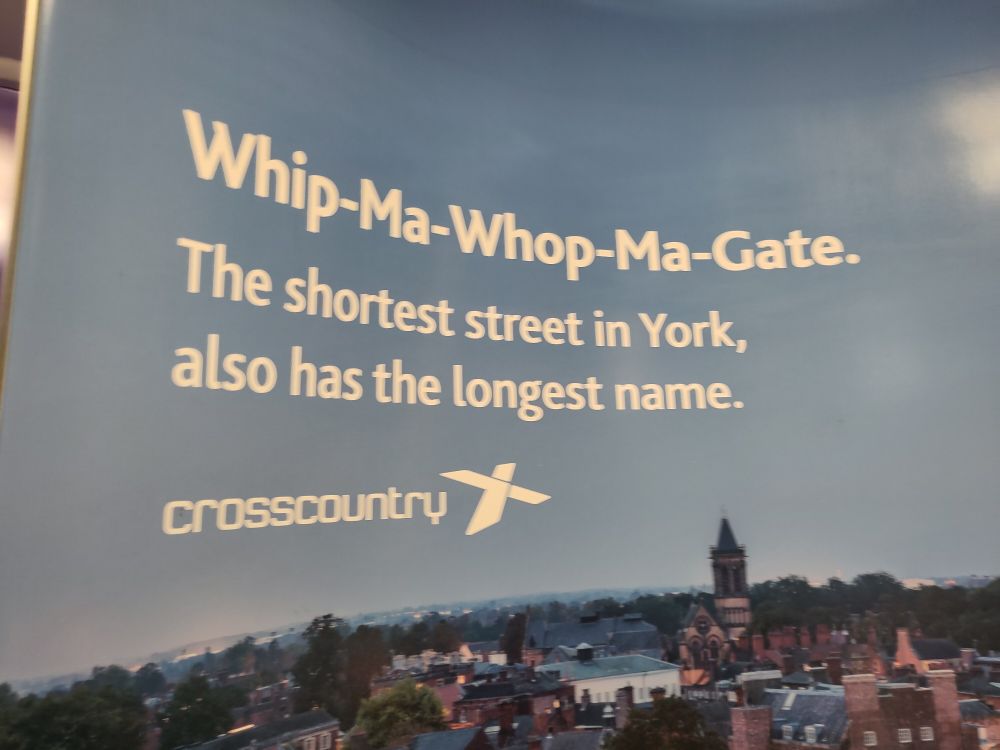 Whip-Ma-Whop-Ma-Gate.
The shortest street in York,
also has the longest name.
crosscountry